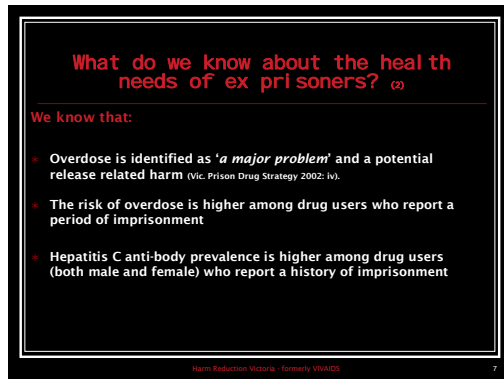 What do we know about the health
needs of ex prisoners? (2)
We know that:
* Overdose is identified as ‘a major problem’ and a potential
release related harm (Vic. Prison Drug Strategy 2002: iv).
* The risk of overdose is higher among drug users who report a
period of imprisonment
* Hepatitis C anti-body prevalence is higher among drug users
(both male and female) who report a history of imprisonment
Harm Reduction Victoria - formerly VIVAIDS
7